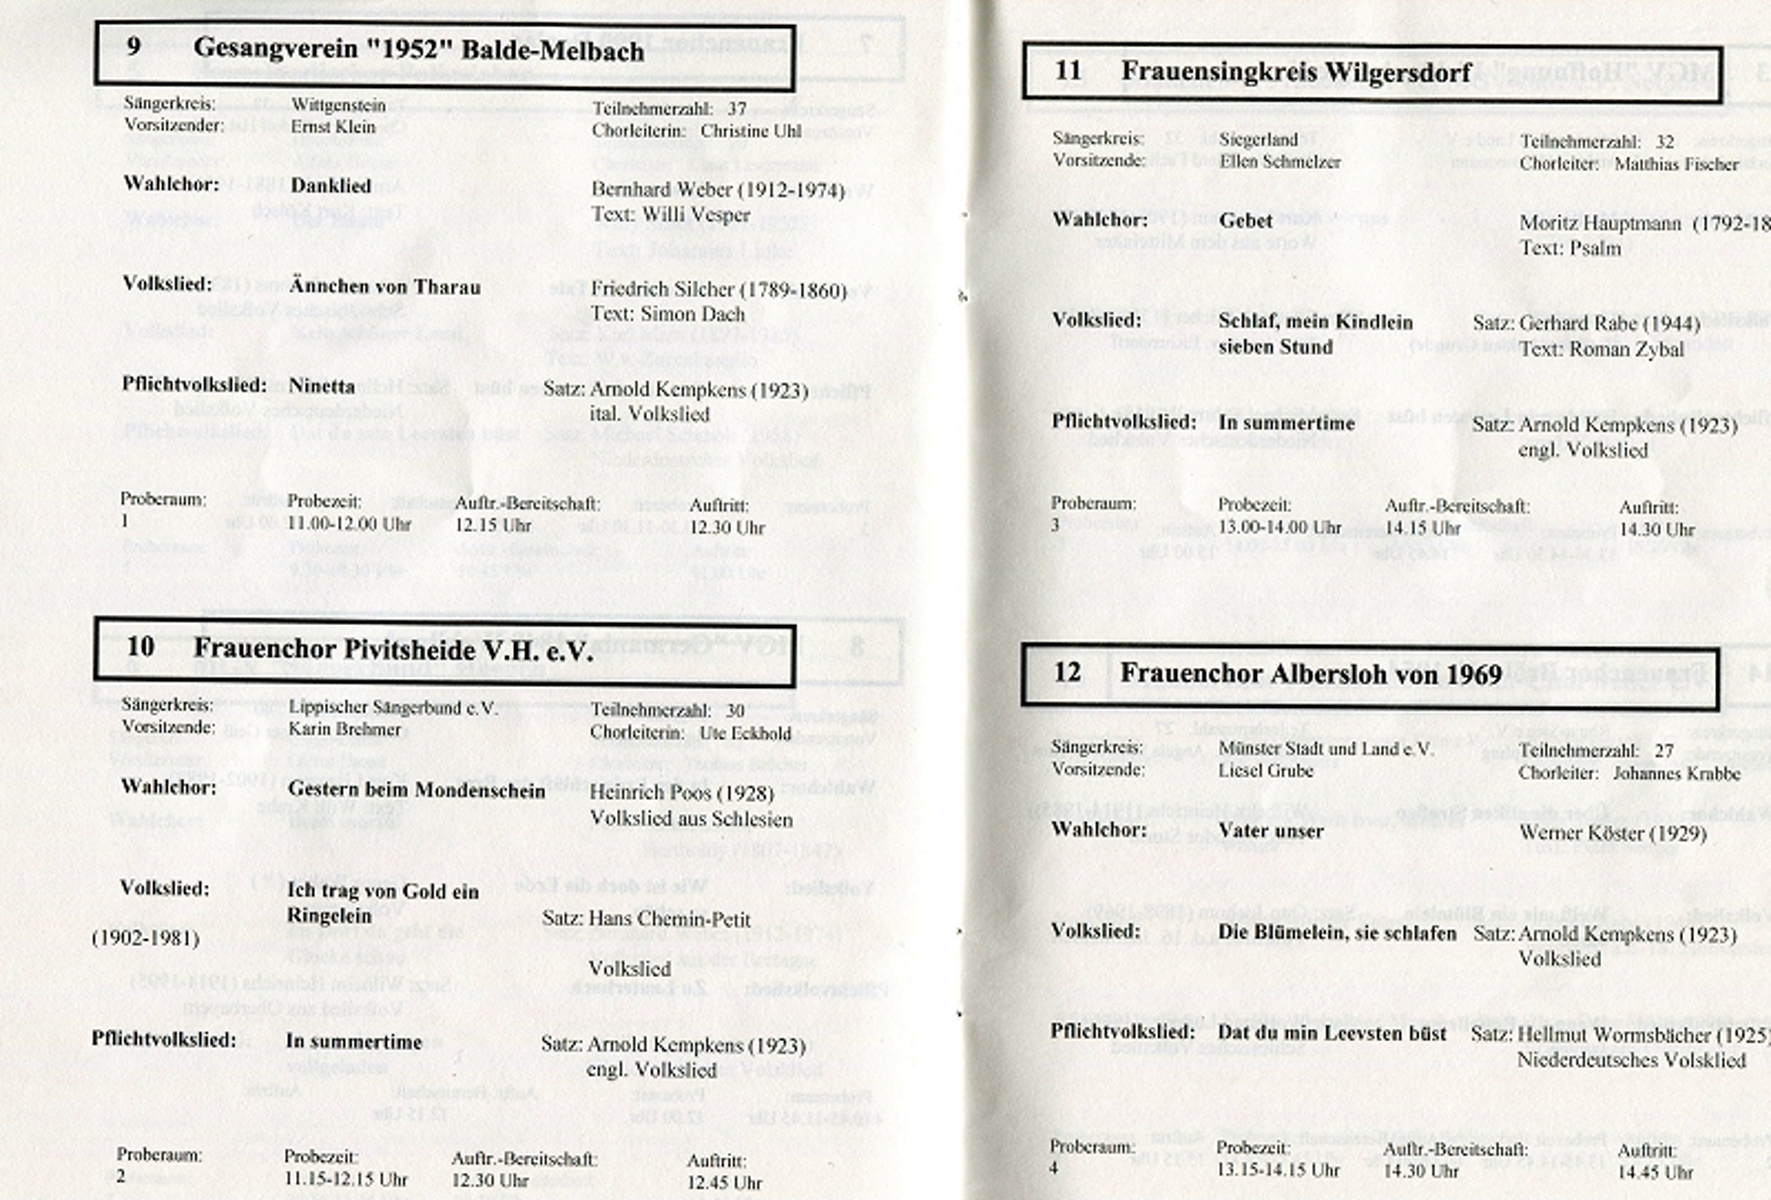 9 Gesangverein "1952" Balde-Melbach
Sängerkreis: Wittgenstein Teilnehmerzahl: 37
Vorsitzender: Ernst Klein Chorleiterin: Christine Uhl
Wahlchor: Danklied Bernhard Weber (1912-1974)
Text: Willi Vesper
Volkslied: Ännchen von Tharau Friedrich Silcher (1789-1860)
Text: Simon Dach
Pflichtvolkslied: Ninetta Satz: Arnold Kempkens (1923)
ital. Volkslied
Proberaum: Probezeit: Auftr.-Bereitschaft: Auftritt:
1 11.00-12.00 Uhr 12.15 Uhr 12.30 Uhr
10 Frauenchor Pivitsheide V.H. e.V.
Sängerkreis: Lippischer Sängerbund e.V. Teilnehmerzahl: 30
Vorsitzende: Karin Brehmer Chorleiterin: Ute Eckhold
Wahlchor: Gestern beim Mondenschein Heinrich Poos (1928)
Volkslied aus Schlesien
Volkslied: Ich trag von Gold ein
Ringelein Satz: Hans Chemin-Petit
(1902-1981)
Volkslied
Pflichtvolkslied: In summertime Satz: Arnold Kempkens (1923)
engl. Volkslied
Proberaum: Probezeit: Auftr.-Bereitschaft: Auftritt:
2 11.15-12.15 Uhr 12.30 Uhr 12.45 Uhr
11 Frauensingkreis Wilgersdorf
Sängerkreis: Siegerland Teilnehmerzahl: 32
Vorsitzende: Ellen Schmelzer Chorleiter: Matthias Fischer
Wahlchor: Gebet Moritz Hauptmann (1792-18
Text: Psalm
Volkslied: Schlaf, mein Kindlein Satz: Gerhard Rabe (1944)
sieben Stund Text: Roman Zybal
Pflichtvolkslied: In summertime Satz: Arnold Kempkens (1923)
engl. Volkslied
Proberaum: Probezeit: Auftr.-Bereitschaft: Auftritt:
3 13.00-14.00 Uhr 14.15 Uhr 14.30 Uhr
12 Frauenchor Albersloh von 1969
Sängerkreis: Münster Stadt und Land e.V. Teilnehmerzahl: 27
Vorsitzende: Liesel Grube Chorleiter: Johannes Krabbe
Wahlchor: Vater unser Werner Köster (1929)
Volkslied: Die Blümelein, sie schlafen Satz: Arnold Kempkens (1923)
Volkslied
Pflichtvolkslied: Dat du min Leevsten büst Satz: Hellmut Wormsbächer (1925)
Niederdeutsches Volsklied
Proberaum: Probezeit: Auftr.-Bereitschaft: Auftritt:
4 13.15-14.15 Uhr 14.30 Uhr 14.45 Uhr